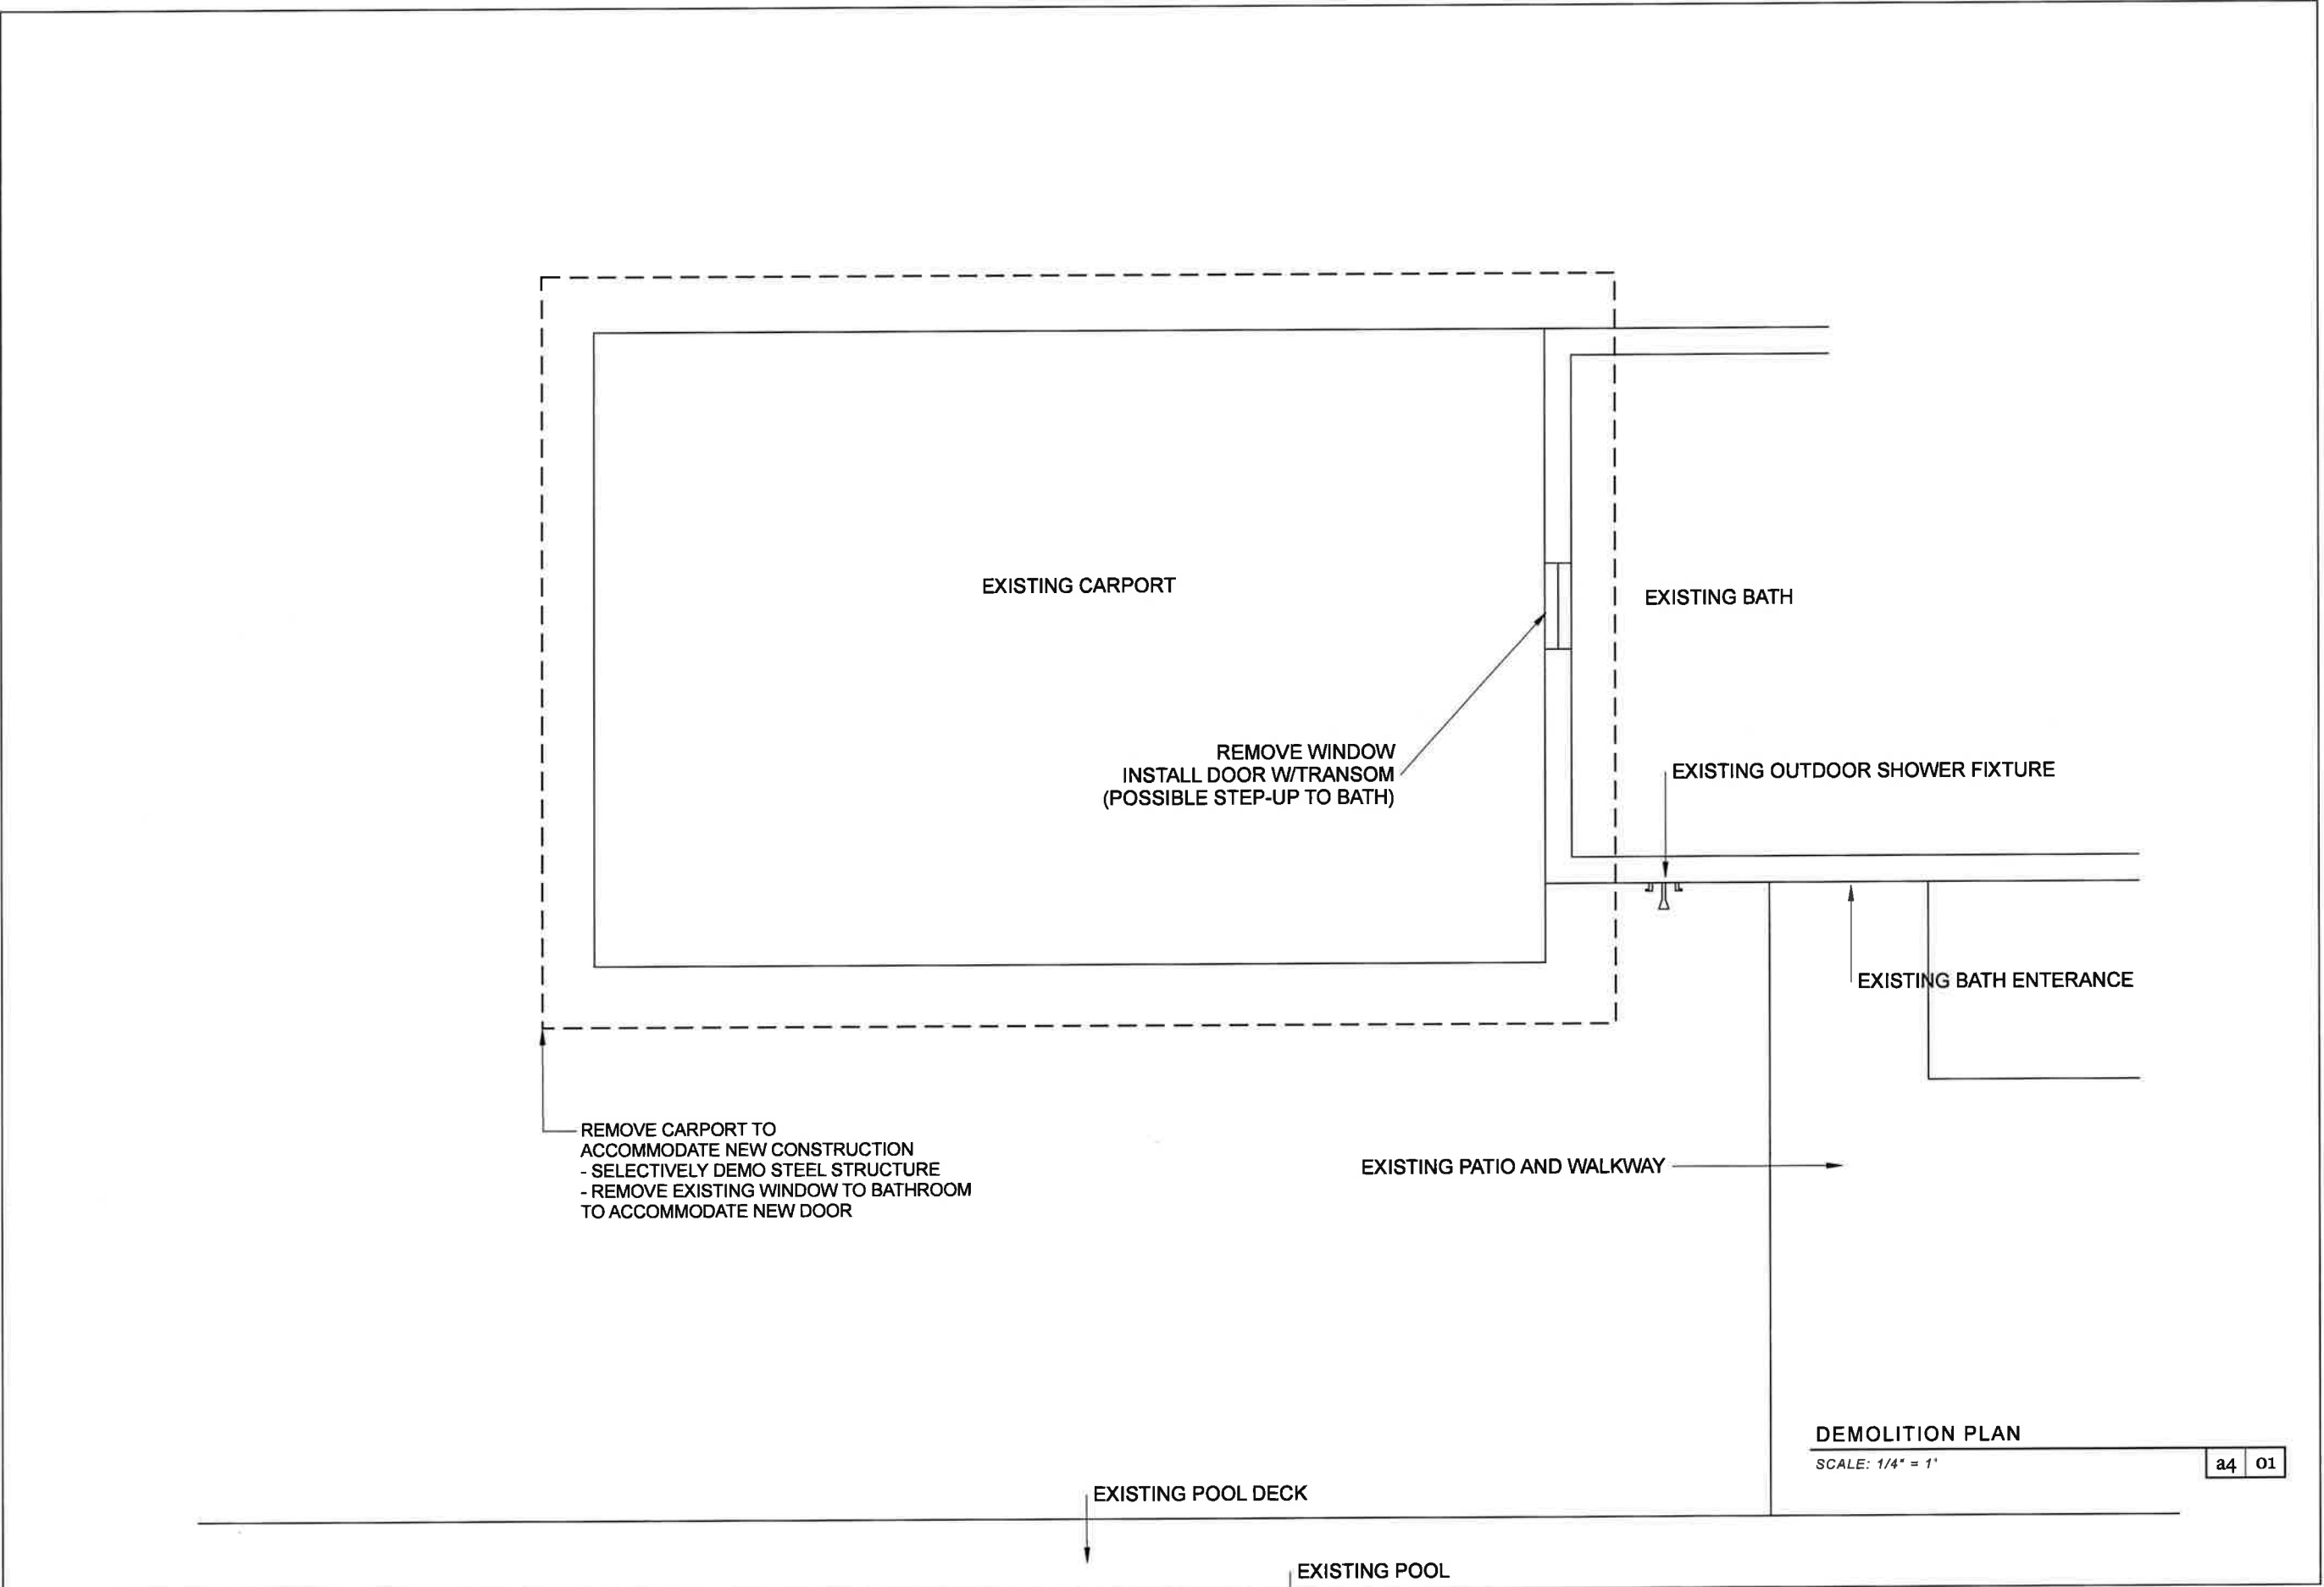 EXISTING CARPORT
EXISTING BATH
REMOVE WINDOW
INSTALL DOOR W/TRANSOM
(POSSIBLE STEP-UP TO BATH)
EXISTING OUTDOOR SHOWER FIXTURE
EXISTING BATH ENTERANCE
REMOVE CARPORT TO
ACCOMMODATE NEW CONSTRUCTION
- SELECTIVELY DEMO STEEL STRUCTURE
- REMOVE EXISTING WINDOW TO BATHROOM
TO ACCOMMODATE NEW DOOR
EXISTING PATIO AND WALKWAY
DEMOLITION PLAN
SCALE: 1/4" = 1'
a4 01
EXISTING POOL DECK
EXISTING POOL